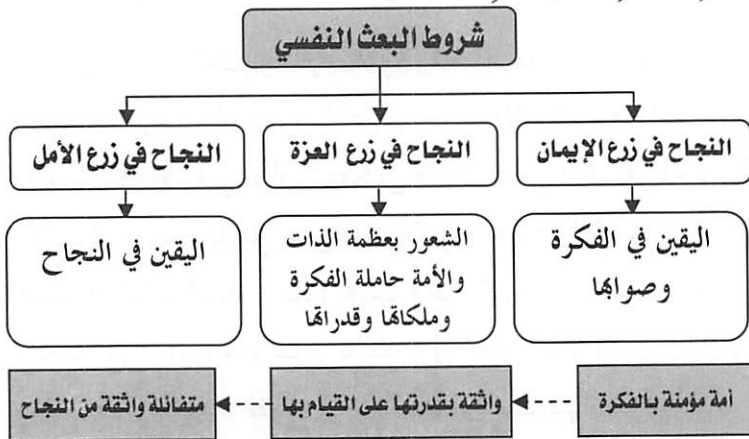 شروط البعث النفسي
النجاح في زرع الإيمان
النجاح في زرع العزة
النجاح في زرع الأمل
اليقين في الفكرة
وصوابها
الشعور بعظمة الذات
والأمة حاملة الفكرة
وملكاتها وقدراتها
اليقين في النجاح
أمة مؤمنة بالفكرة
واثقة بقدرتها على القيام بها
متفائلة واثقة من النجاح